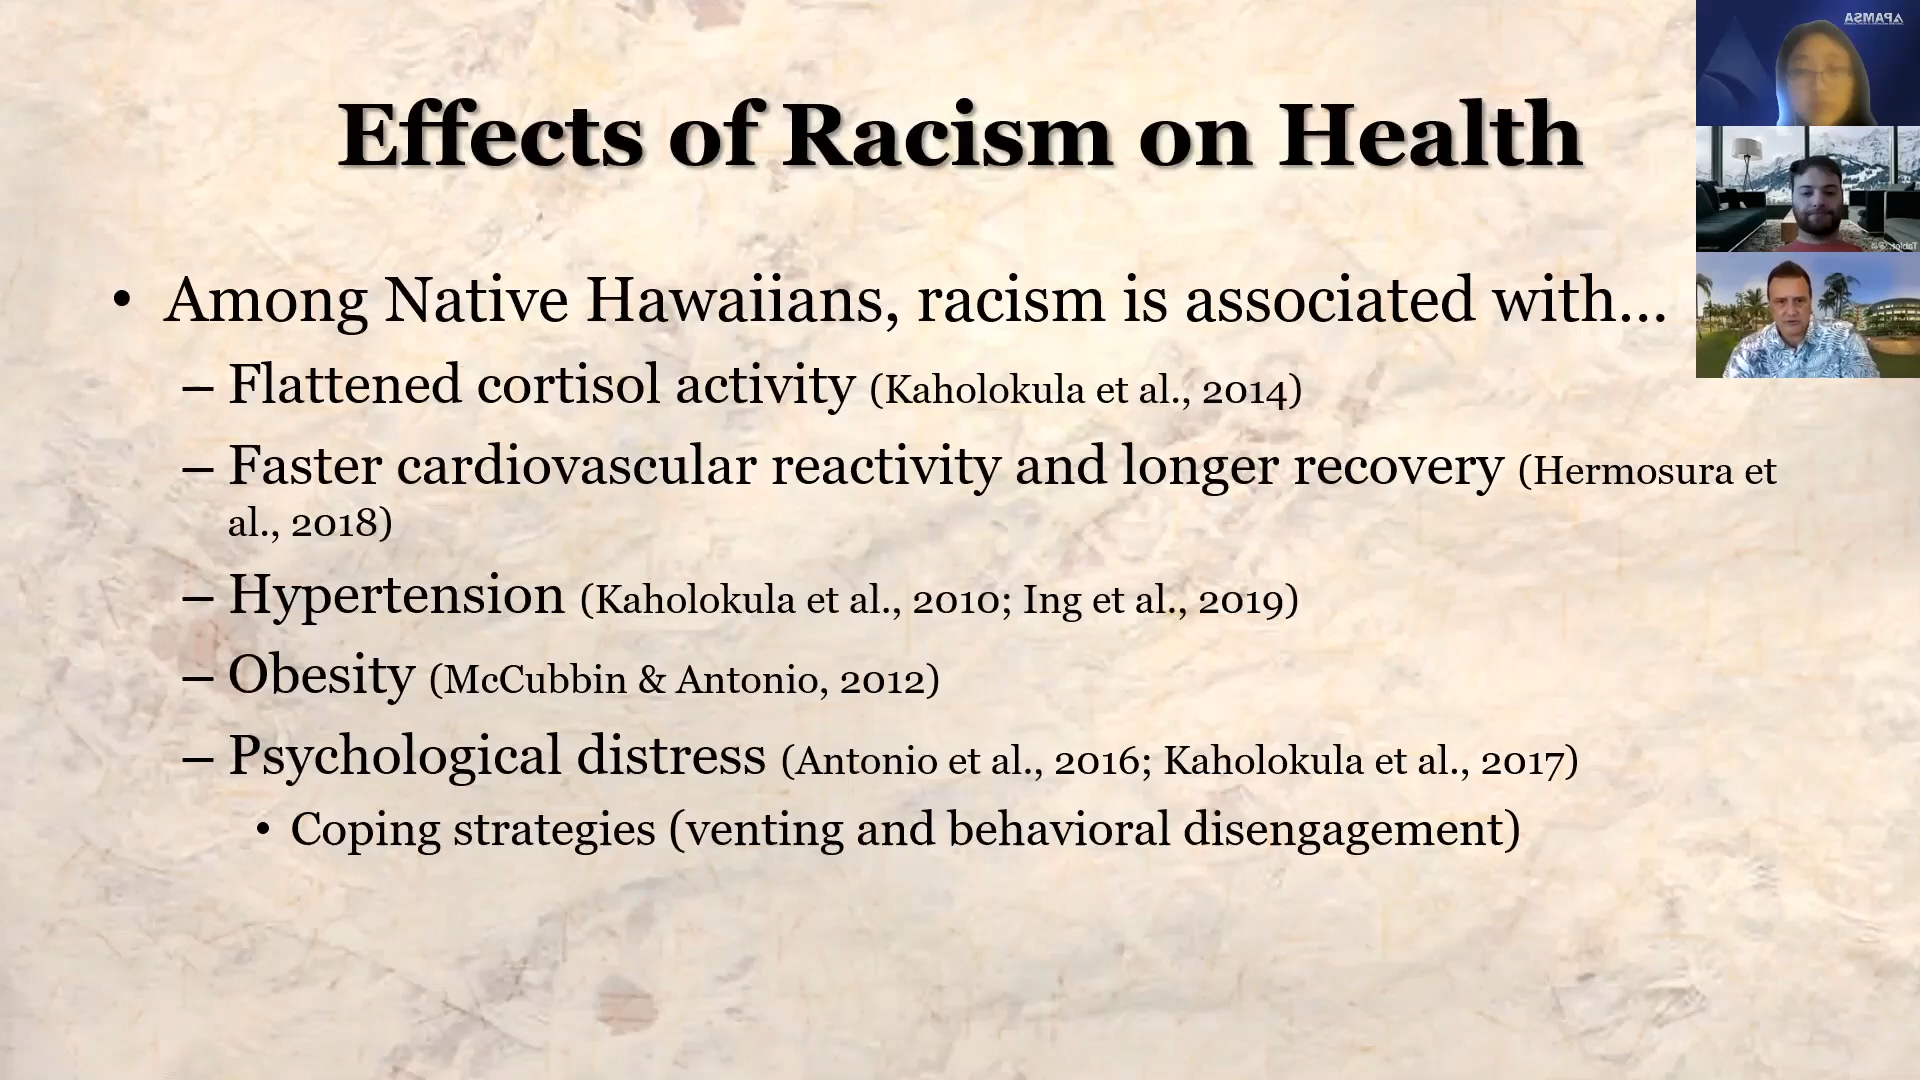 APAMSA
Effects of Racism on Health
• Among Native Hawaiians, racism is associated with...
– Flattened cortisol activity (Kaholokula et al., 2014)
– Faster cardiovascular reactivity and longer recovery (Hermosura et
al., 2018)
– Hypertension (Kaholokula et al., 2010; Ing et al., 2019)
– Obesity (McCubbin & Antonio, 2012)
– Psychological distress (Antonio et al., 2016; Kaholokula et al., 2017)
• Coping strategies (venting and behavioral disengagement)